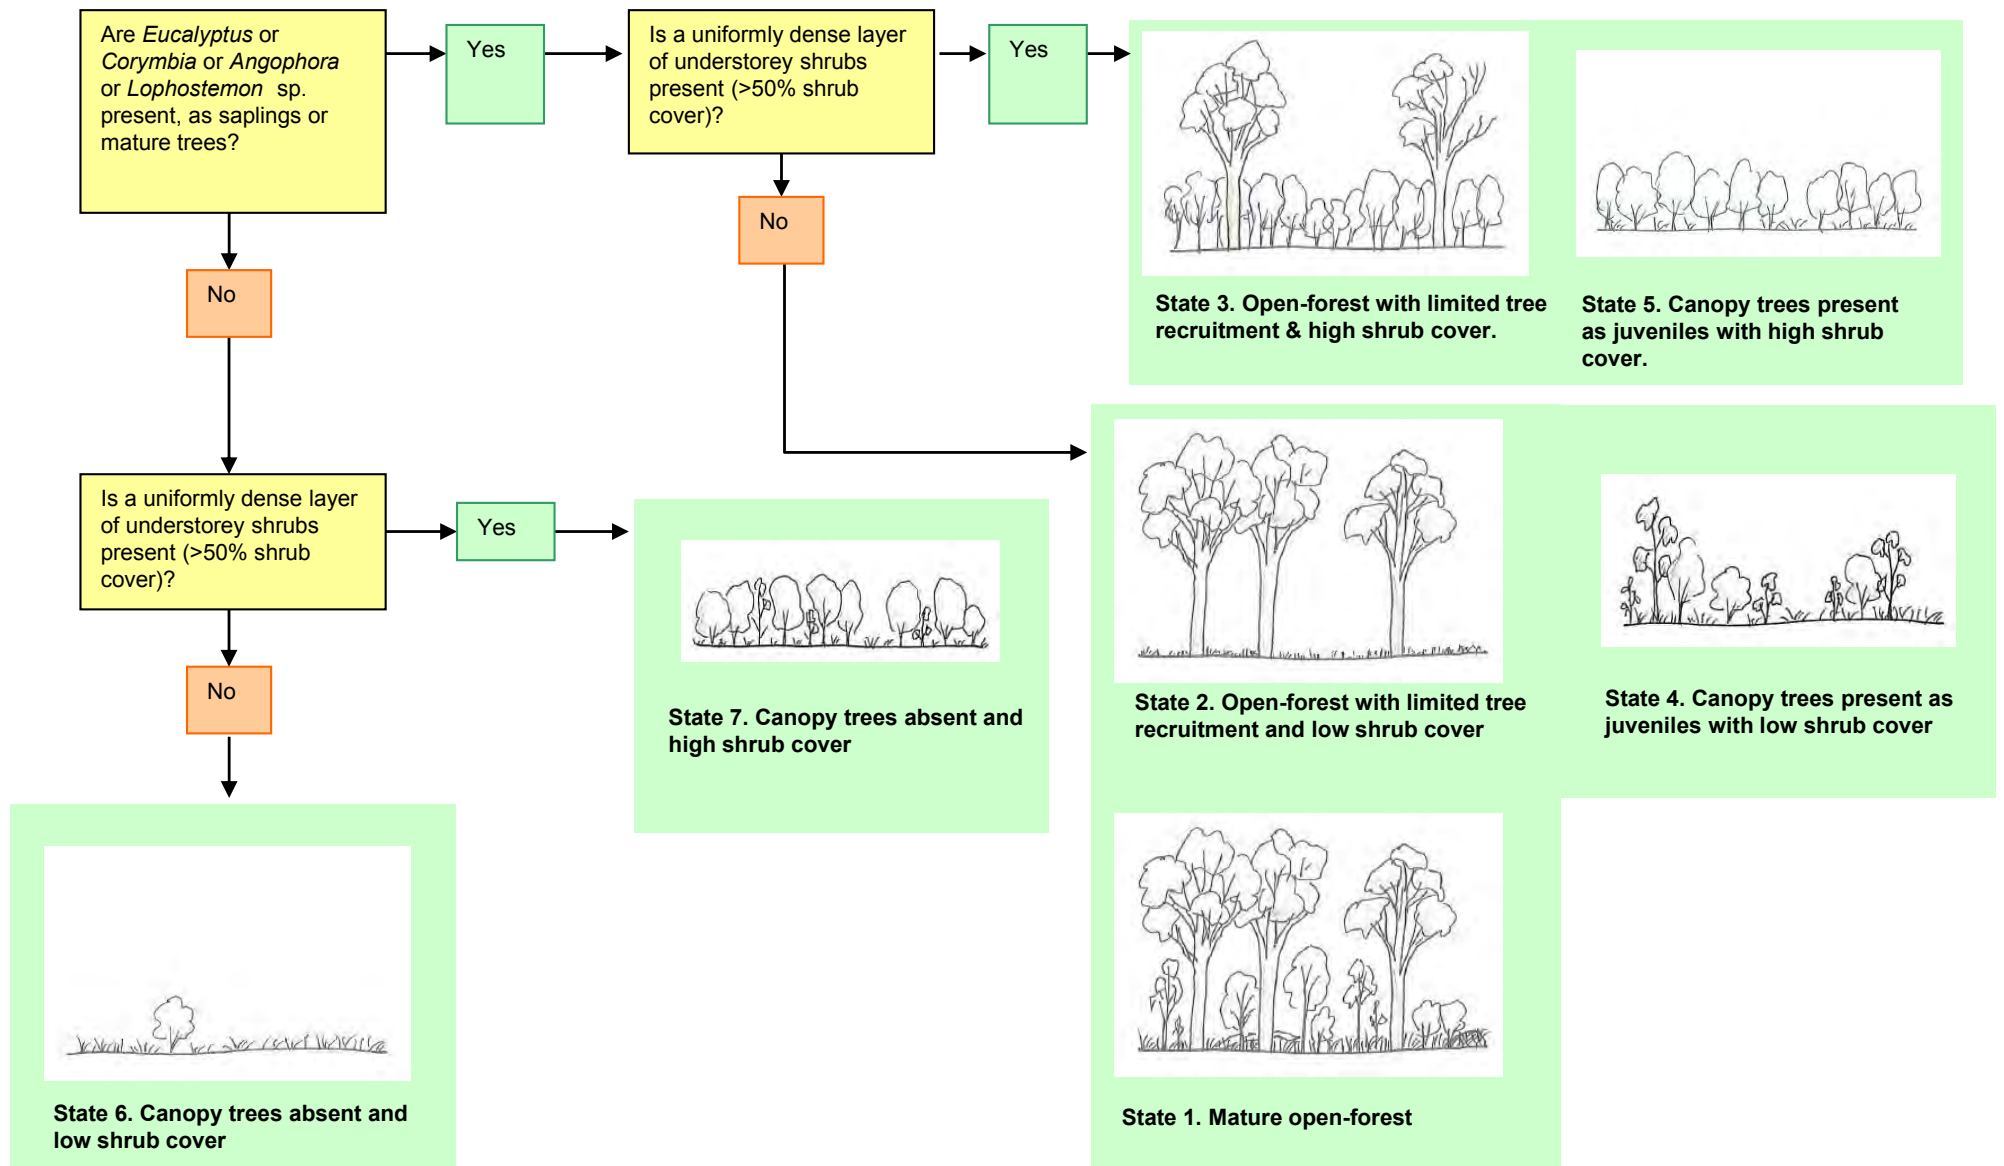 Are Eucalyptus or
Corymbia or Angophora
or Lophostemon sp.
present, as saplings or
mature trees?
Yes
Is a uniformly dense layer
of understorey shrubs
present (>50% shrub
cover)?
Yes
State 3. Open-forest with limited tree
recruitment & high shrub cover.
State 5. Canopy trees present
as juveniles with high shrub
cover.
No
No
Is a uniformly dense layer
of understorey shrubs
present (>50% shrub
cover)?
Yes
State 7. Canopy trees absent and
high shrub cover
State 2. Open-forest with limited tree
recruitment and low shrub cover
State 4. Canopy trees present as
juveniles with low shrub cover
No
State 6. Canopy trees absent and
low shrub cover
State 1. Mature open-forest